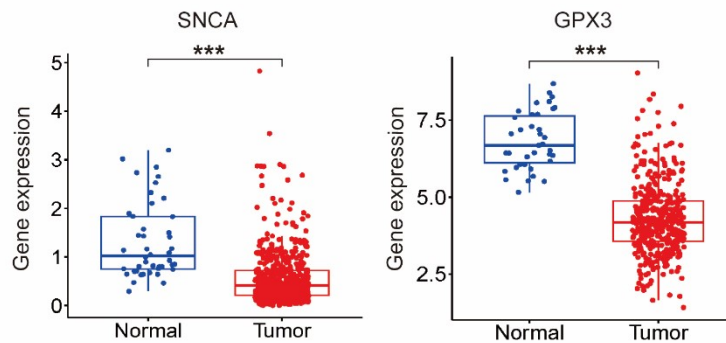 SNCA
***
Gene expression
5
4
3
2
1
0
Normal Tumor
GPX3
***
Gene expression
7.5
5.0
2.5
Normal Tumor